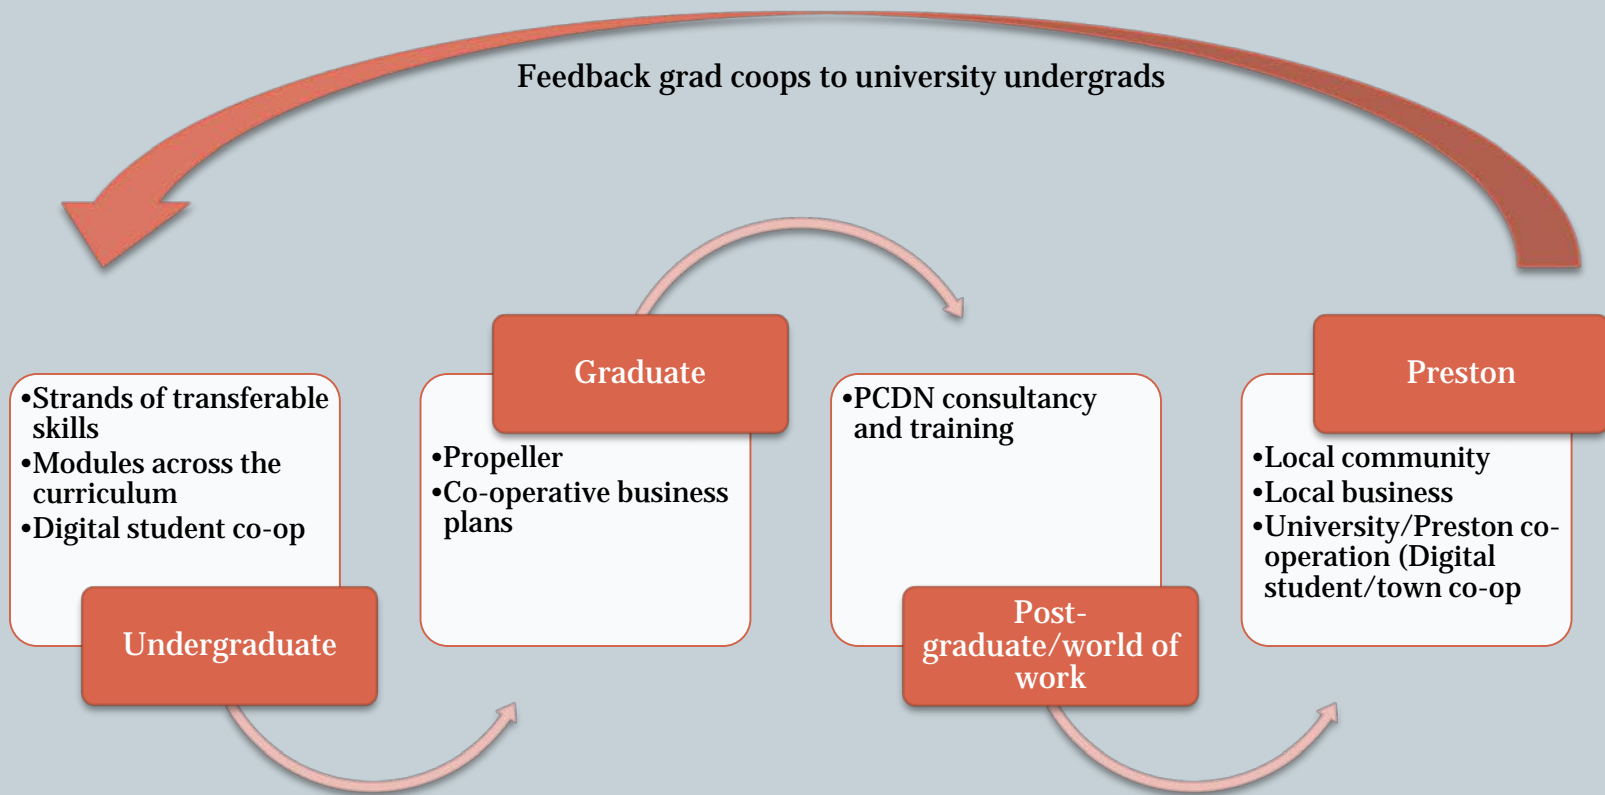 Feedback grad coops to university undergrads
•Strands of transferable
skills
•Modules across the
curriculum
•Digital student co-op
Undergraduate
Graduate
•Propeller
•Co-operative business
plans
•PCDN consultancy
and training
Post-
graduate/world of
work
Preston
•Local community
•Local business
•University/Preston co-
operation (Digital
student/town co-op